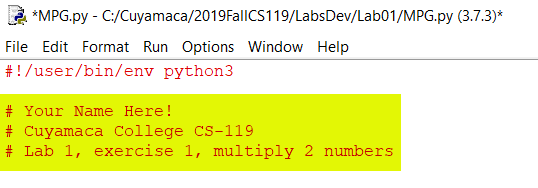 *MPG.py - C:/Cuyamaca/2019FallCS119/LabsDev/Lab01/MPG.py (3.7.3)*
File Edit Format Run Options Window Help
#!/user/bin/env python3
# Your Name Here!
# Cuyamaca College CS-119
# Lab 1, exercise 1, multiply 2 numbers